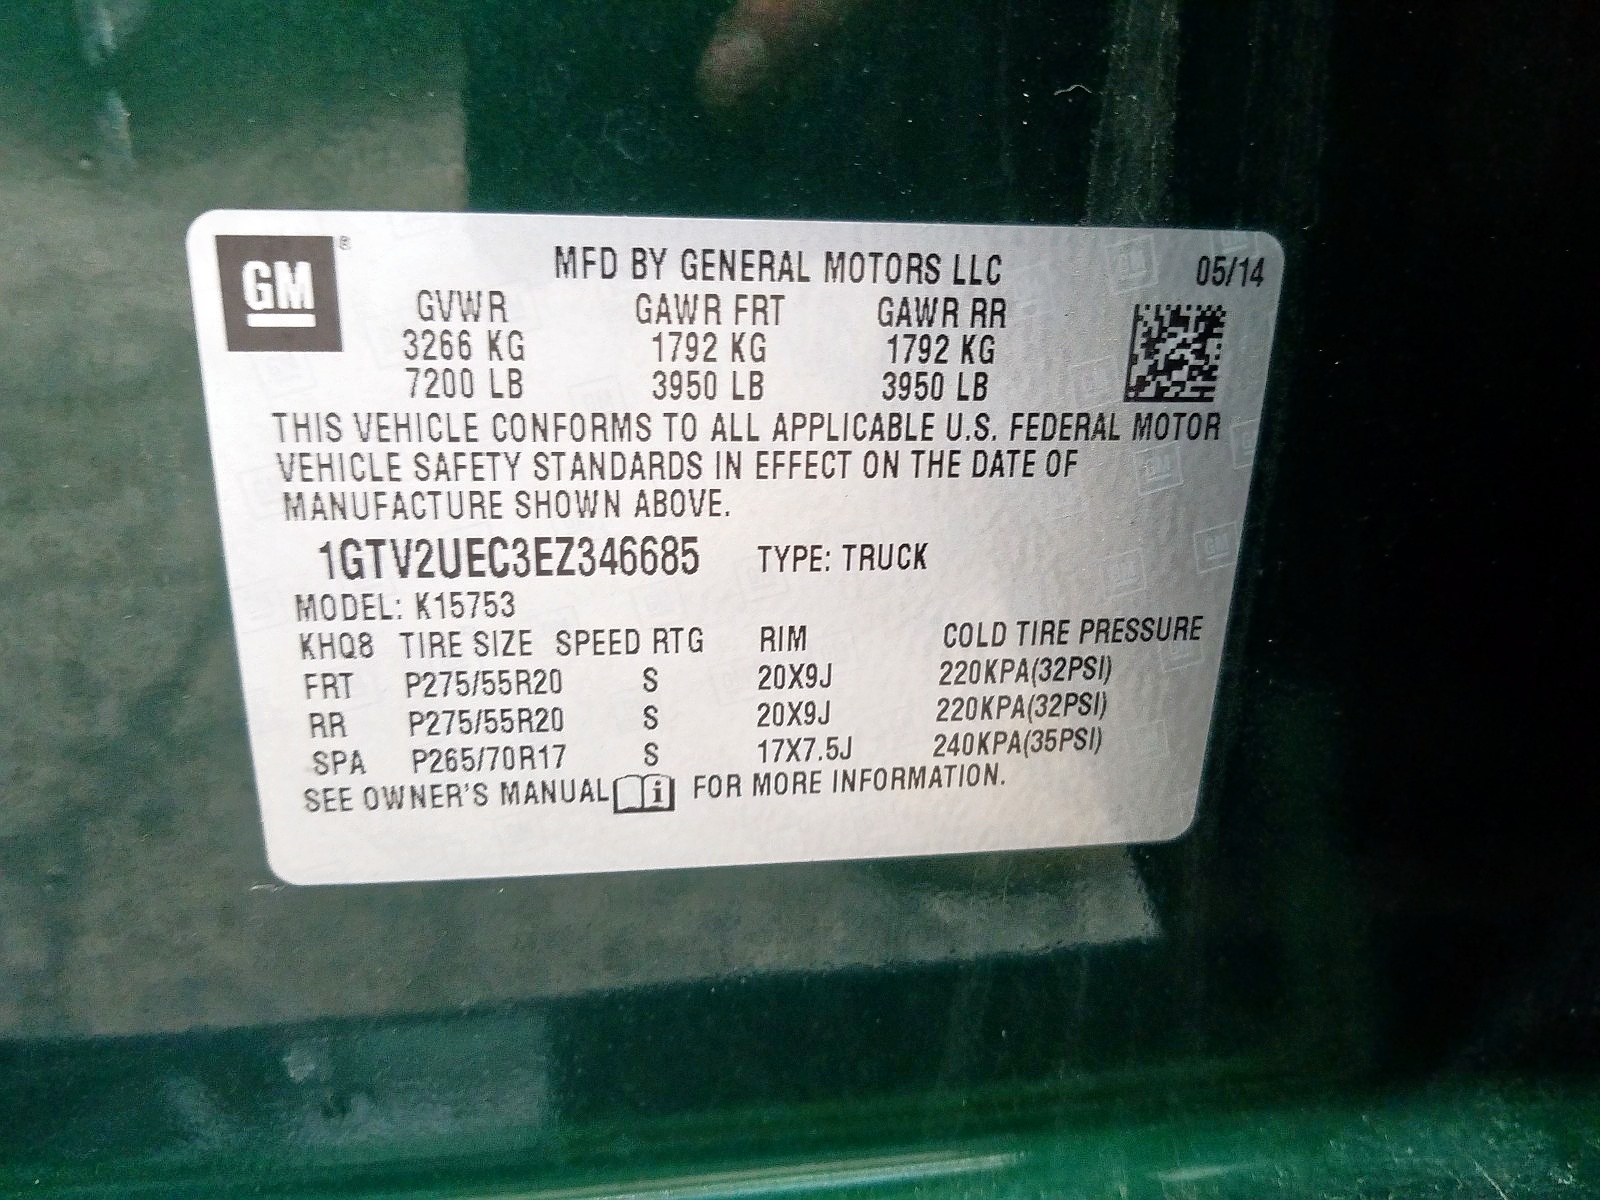 GM ®
MFD BY GENERAL MOTORS LLC 05/14
GVWR GAWR FRT GAWR RR
3266 KG 1792 KG 1792 KG
7200 LB 3950 LB 3950 LB
THIS VEHICLE CONFORMS TO ALL APPLICABLE U.S. FEDERAL MOTOR
VEHICLE SAFETY STANDARDS IN EFFECT ON THE DATE OF
MANUFACTURE SHOWN ABOVE.
1GTV2UEC3EZ346685 TYPE: TRUCK
MODEL: K15753
KHQ8 TIRE SIZE SPEED RTG RIM COLD TIRE PRESSURE
FRT P275/55R20 S 20X9J 220KPA(32PSI)
RR P275/55R20 S 20X9J 220KPA(32PSI)
SPA P265/70R17 S 17X7.5J 240KPA(35PSI)
SEE OWNER'S MANUAL i FOR MORE INFORMATION.